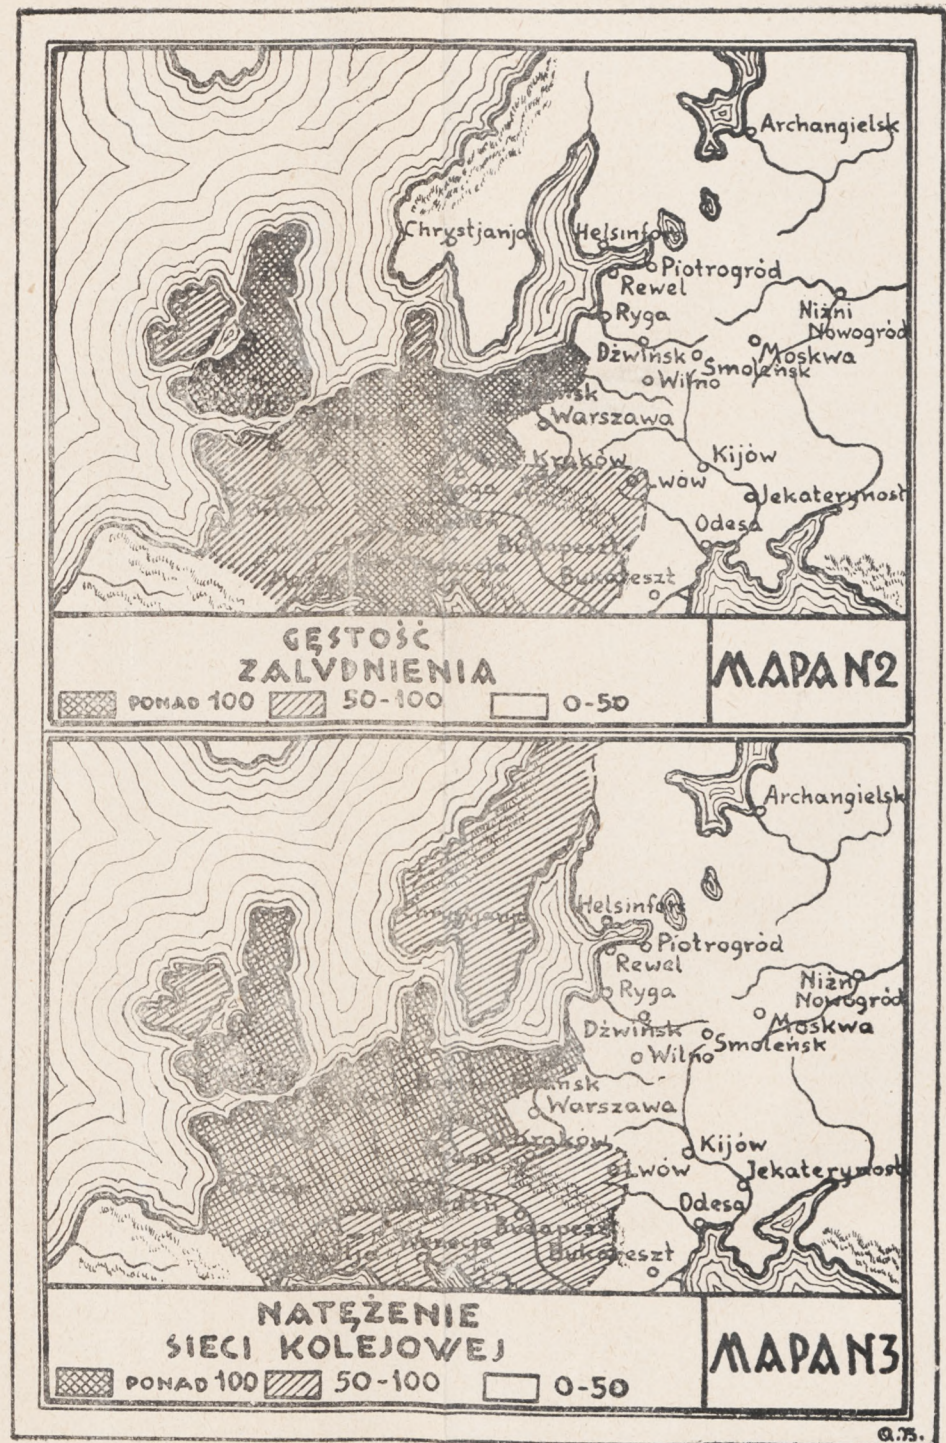 Archangielsk
Chrystjanja
Helsinfors
Piotrogród
Rewel
Ryga
Niżni
Nowogród
Dźwińsk
Moskwa
Smoleńsk
Wilno
Warszawa
Kraków
Kijów
Lwów
Jekaterynosł
Odesa
Budapeszt
Bukareszt
GĘSTOŚĆ
ZALVDNIENIA
PONAD 100 50-100 0-50
MAPA N2
Archangielsk
Chrystjanja
Helsinfors
Piotrogród
Rewel
Ryga
Niżni
Nowogród
Dźwińsk
Moskwa
Smoleńsk
Wilno
Warszawa
Kraków
Kijów
Lwów
Jekaterynosł
Odesa
Budapeszt
Wenecja
Bukareszt
NATĘŻENIE
SIECI KOLEJOWEJ
PONAD 100 50-100 0-50
MAPA N3